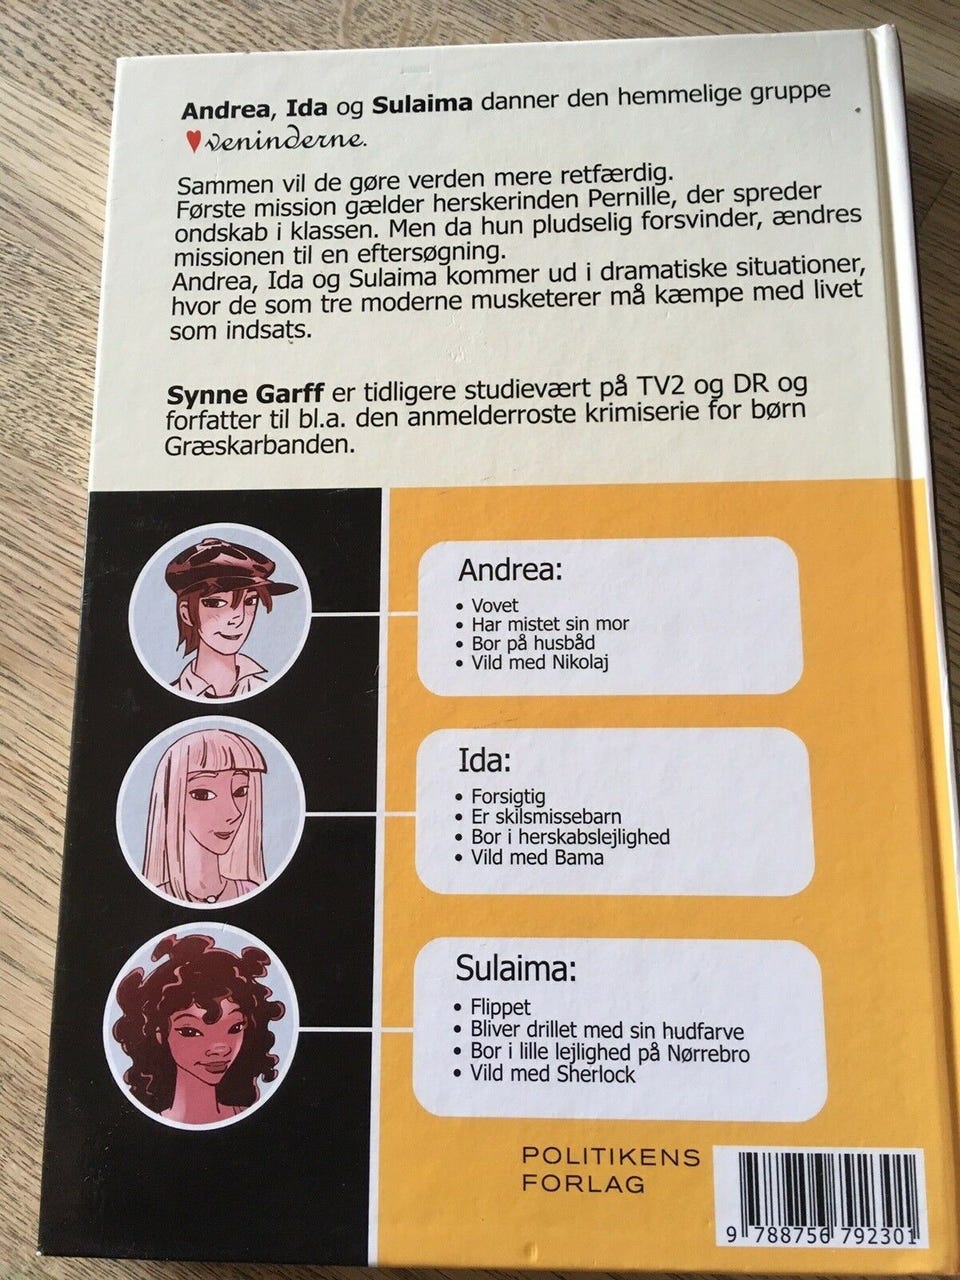 Andrea, Ida og Sulaima danner den hemmelige gruppe
♥veninderne.
Sammen vil de gøre verden mere retfærdig.
Første mission gælder herskerinden Pernille, der spreder
ondskab i klassen. Men da hun pludselig forsvinder, ændres
missionen til en eftersøgning.
Andrea, Ida og Sulaima kommer ud i dramatiske situationer,
hvor de som tre moderne musketerer må kæmpe med livet
som indsats.
Synne Garff er tidligere studievært på TV2 og DR og
forfatter til bl.a. den anmelderroste krimiserie for børn
Græskarbanden.
Andrea:
• Vovet
• Har mistet sin mor
• Bor på husbåd
• Vild med Nikolaj
Ida:
• Forsigtig
• Er skilsmissebarn
• Bor i herskabslejlighed
• Vild med Bama
Sulaima:
• Flippet
• Bliver drillet med sin hudfarve
• Bor i lille lejlighed på Nørrebro
• Vild med Sherlock
POLITIKENS
FORLAG
9 788756 792301